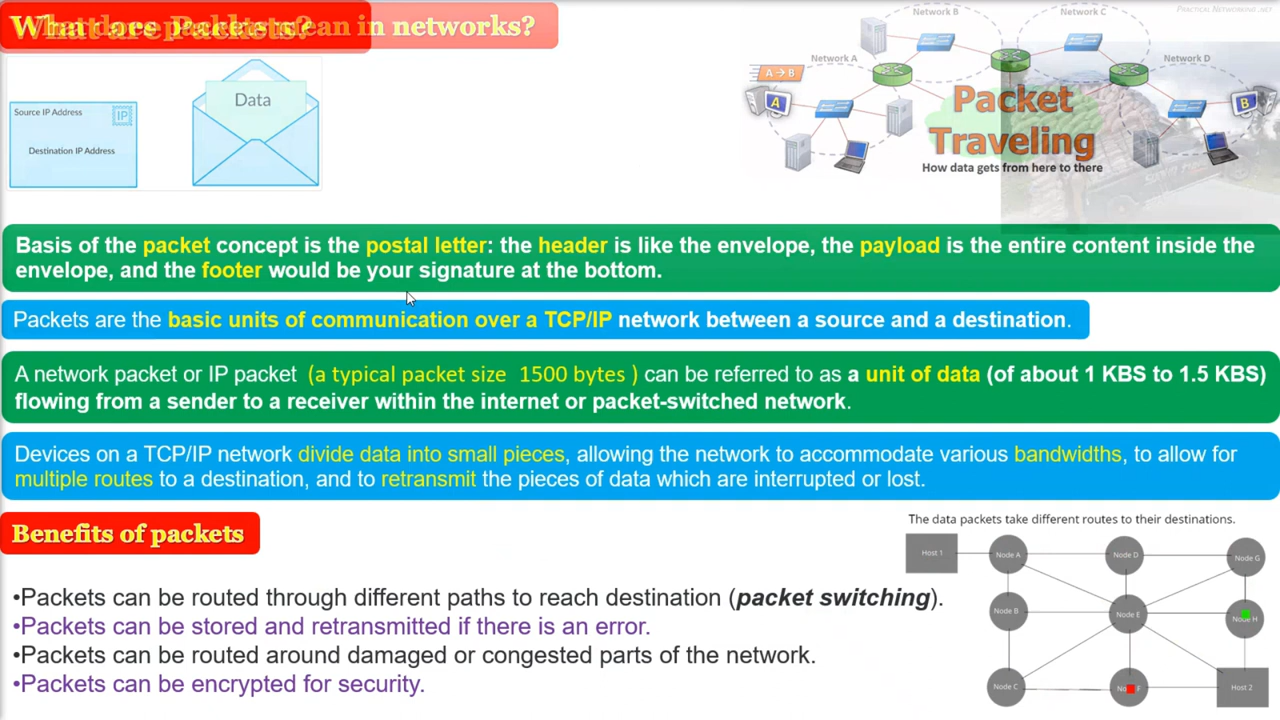 What are Packets?
What does Packets mean in networks?
Source IP Address
IP
Destination IP Address
Data
PRACTICAL NETWORKING .NET
Network B
Network C
Network A
Network D
A → B
A
B
Packet
Traveling
How data gets from here to there
Basis of the packet concept is the postal letter: the header is like the envelope, the payload is the entire content inside the
envelope, and the footer would be your signature at the bottom.
Packets are the basic units of communication over a TCP/IP network between a source and a destination.
A network packet or IP packet (a typical packet size 1500 bytes ) can be referred to as a unit of data (of about 1 KBS to 1.5 KBS)
flowing from a sender to a receiver within the internet or packet-switched network.
Devices on a TCP/IP network divide data into small pieces, allowing the network to accommodate various bandwidths, to allow for
multiple routes to a destination, and to retransmit the pieces of data which are interrupted or lost.
Benefits of packets
•Packets can be routed through different paths to reach destination (packet switching).
•Packets can be stored and retransmitted if there is an error.
•Packets can be routed around damaged or congested parts of the network.
•Packets can be encrypted for security.
The data packets take different routes to their destinations.
Host 1
Node A
Node D
Node G
Node B
Node E
Node H
Node C
Node F
Host 2